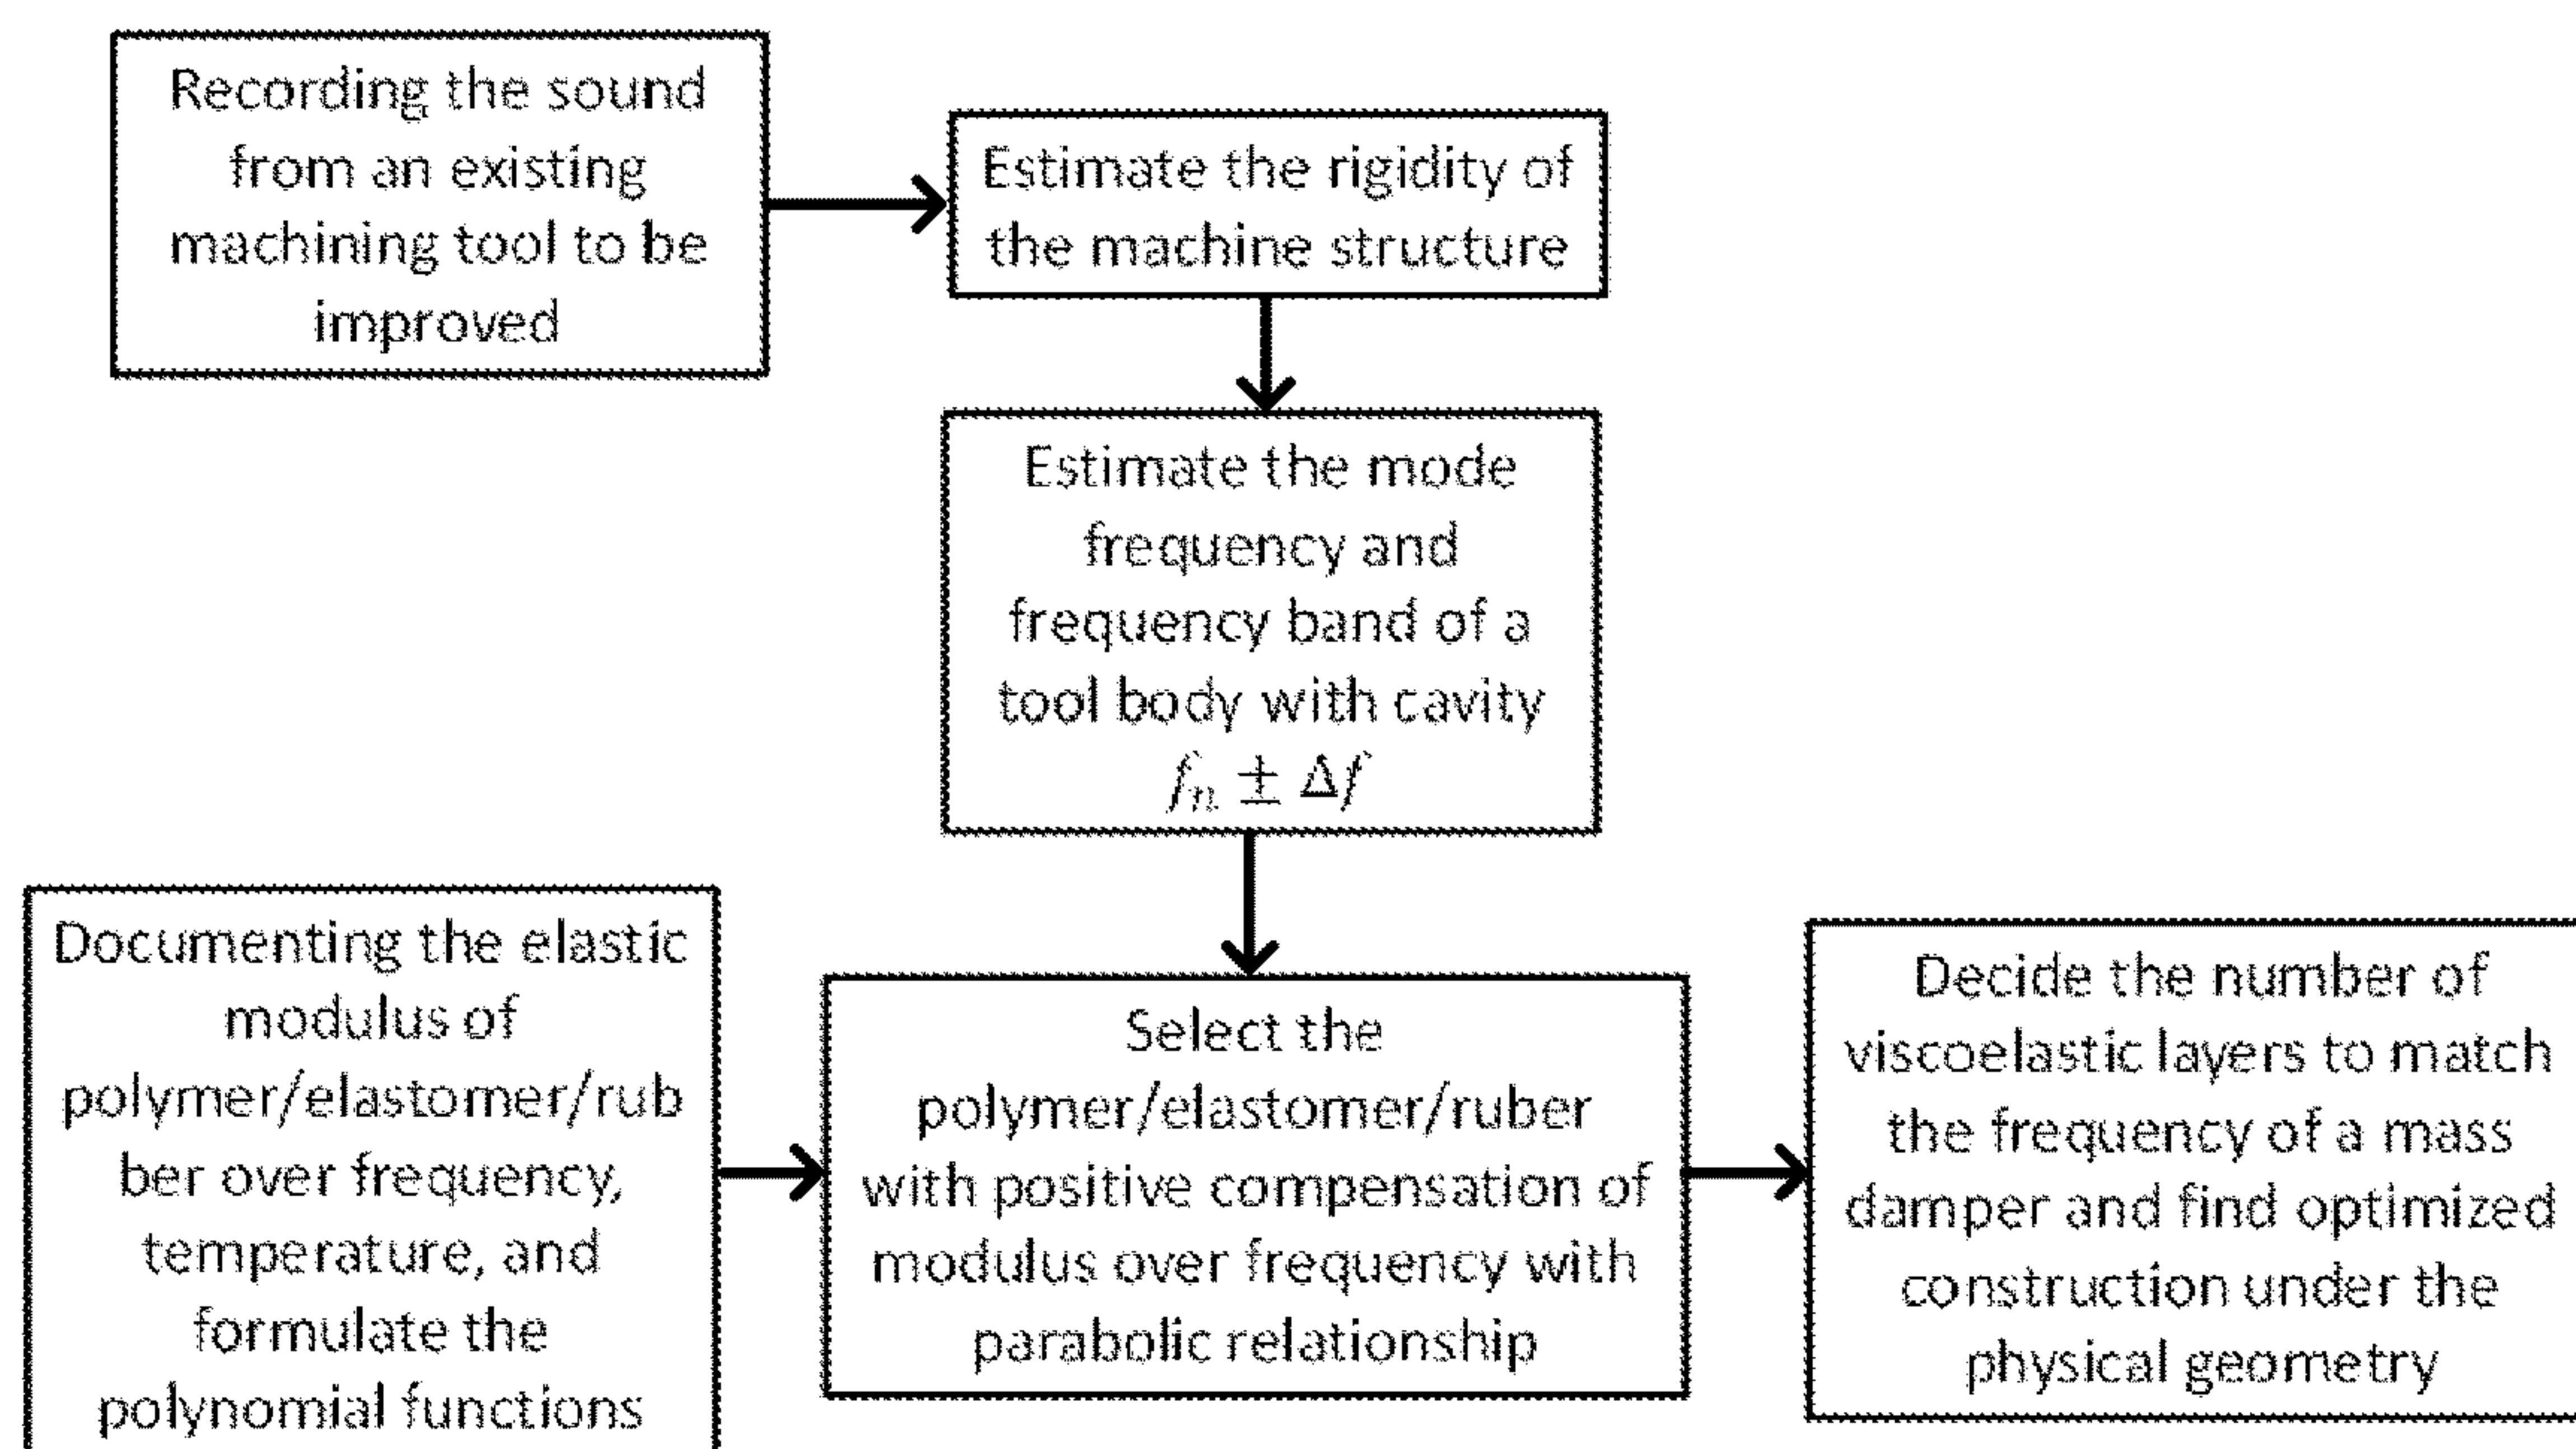 Recording the sound
from an existing
machining tool to be
improved
Estimate the rigidity of
the machine structure
Estimate the mode
frequency and
frequency band of a
tool body with cavity
fₙ ± Δf
Documenting the elastic
modulus of
polymer/elastomer/rub
ber over frequency,
temperature, and
formulate the
polynomial functions
Select the
polymer/elastomer/ruber
with positive compensation of
modulus over frequency with
parabolic relationship
Decide the number of
viscoelastic layers to match
the frequency of a mass
damper and find optimized
construction under the
physical geometry